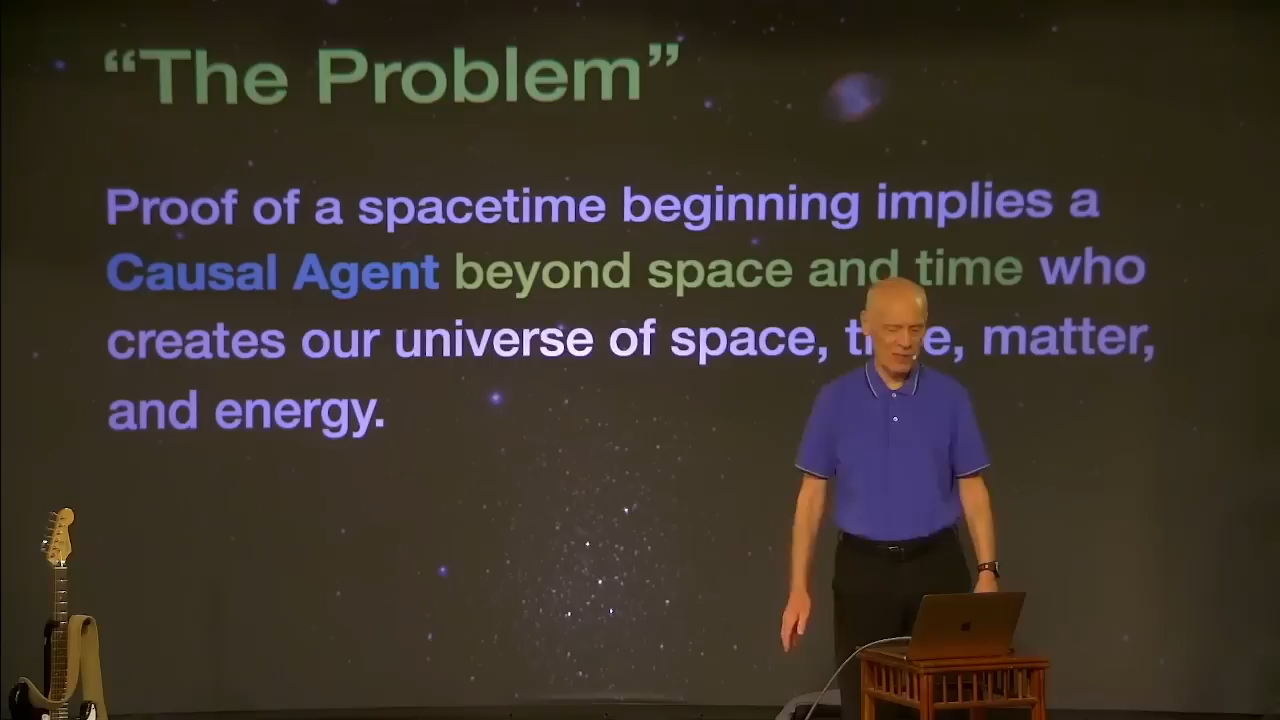 “The Problem”
Proof of a spacetime beginning implies a
Causal Agent beyond space and time who
creates our universe of space, matter,
and energy.